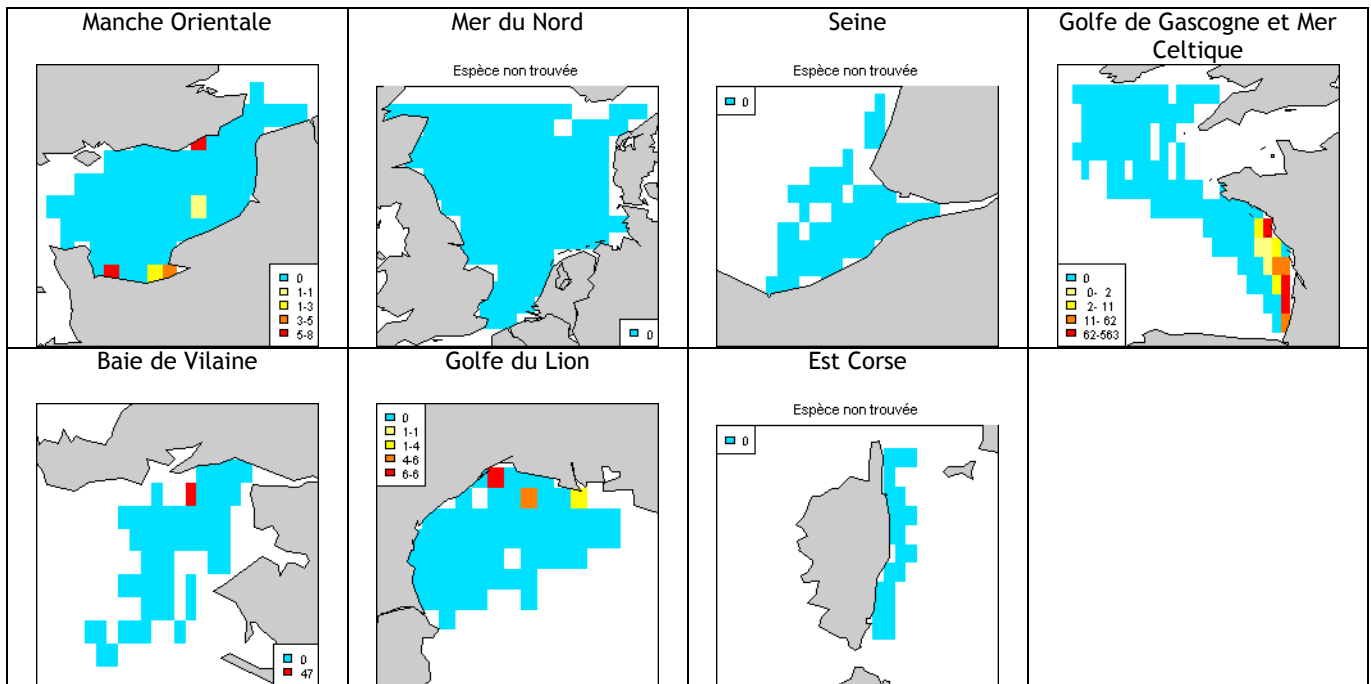 Manche Orientale
0
1-1
1-3
3-5
5-8
Mer du Nord
Espèce non trouvée
0
Seine
Espèce non trouvée
0
Golfe de Gascogne et Mer
Celtique
0
0- 2
2- 11
11- 62
62-563
Baie de Vilaine
0
47
Golfe du Lion
0
1-1
1-4
4-6
6-6
Est Corse
Espèce non trouvée
0